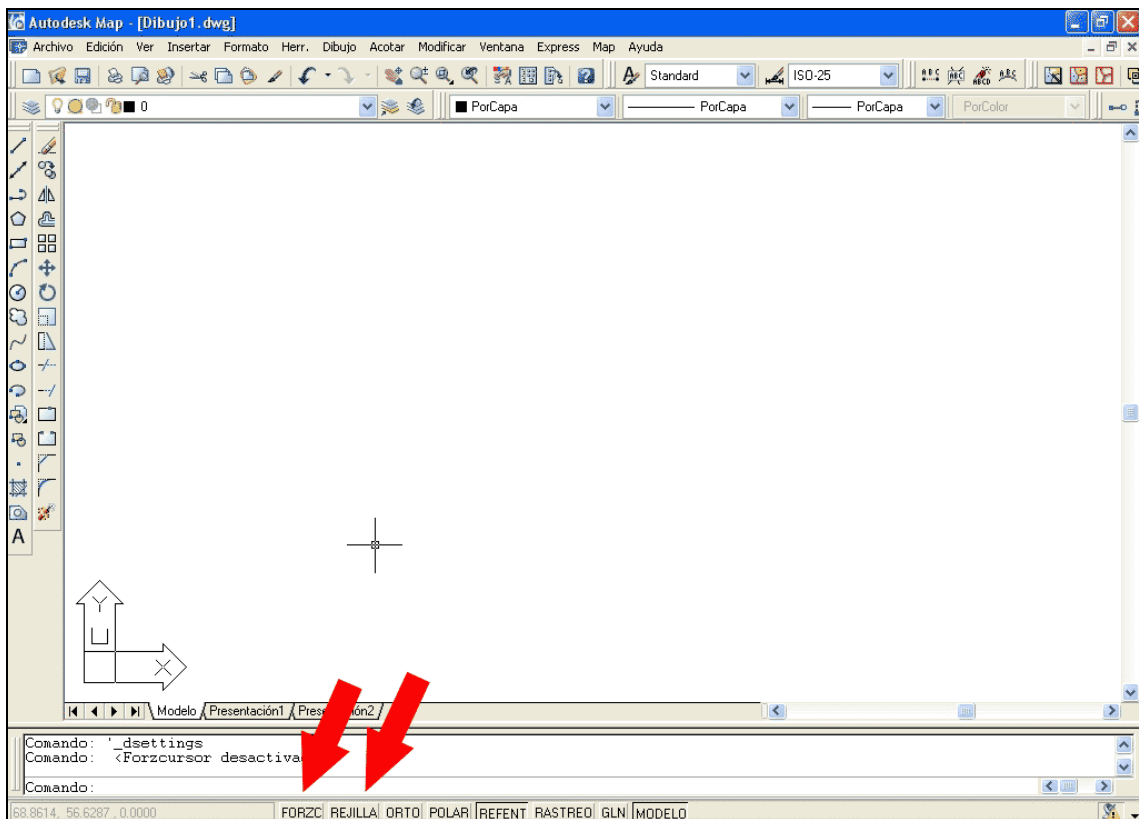 Autodesk Map - [Dibujo1.dwg]
Archivo Edición Ver Insertar Formato Herr. Dibujo Acotar Modificar Ventana Express Map Ayuda
Standard ISO-25
0 PorCapa PorCapa PorCapa PorColor
A
Y
X
Modelo Presentación1
Comando: '_dsettings
Comando: <Forzcursor
Comando:
68.8614, 56.6287 , 0.0000 FORZC REJILLA ORTO POLAR REFENT RASTREO GLN MODELO